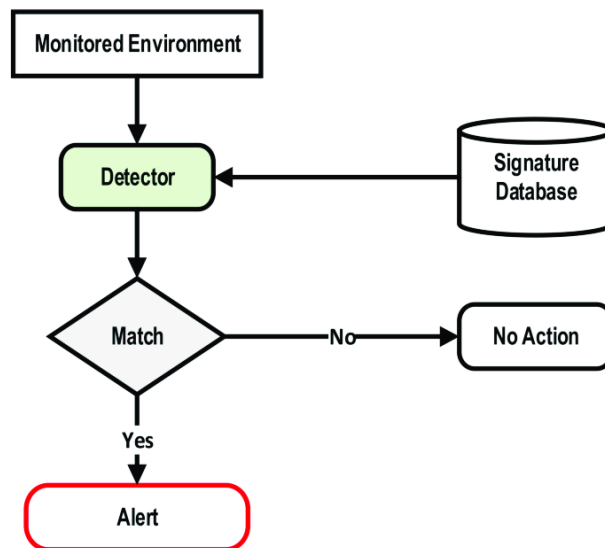 Monitored Environment
Detector
Signature
Database
Match
No
No Action
Yes
Alert